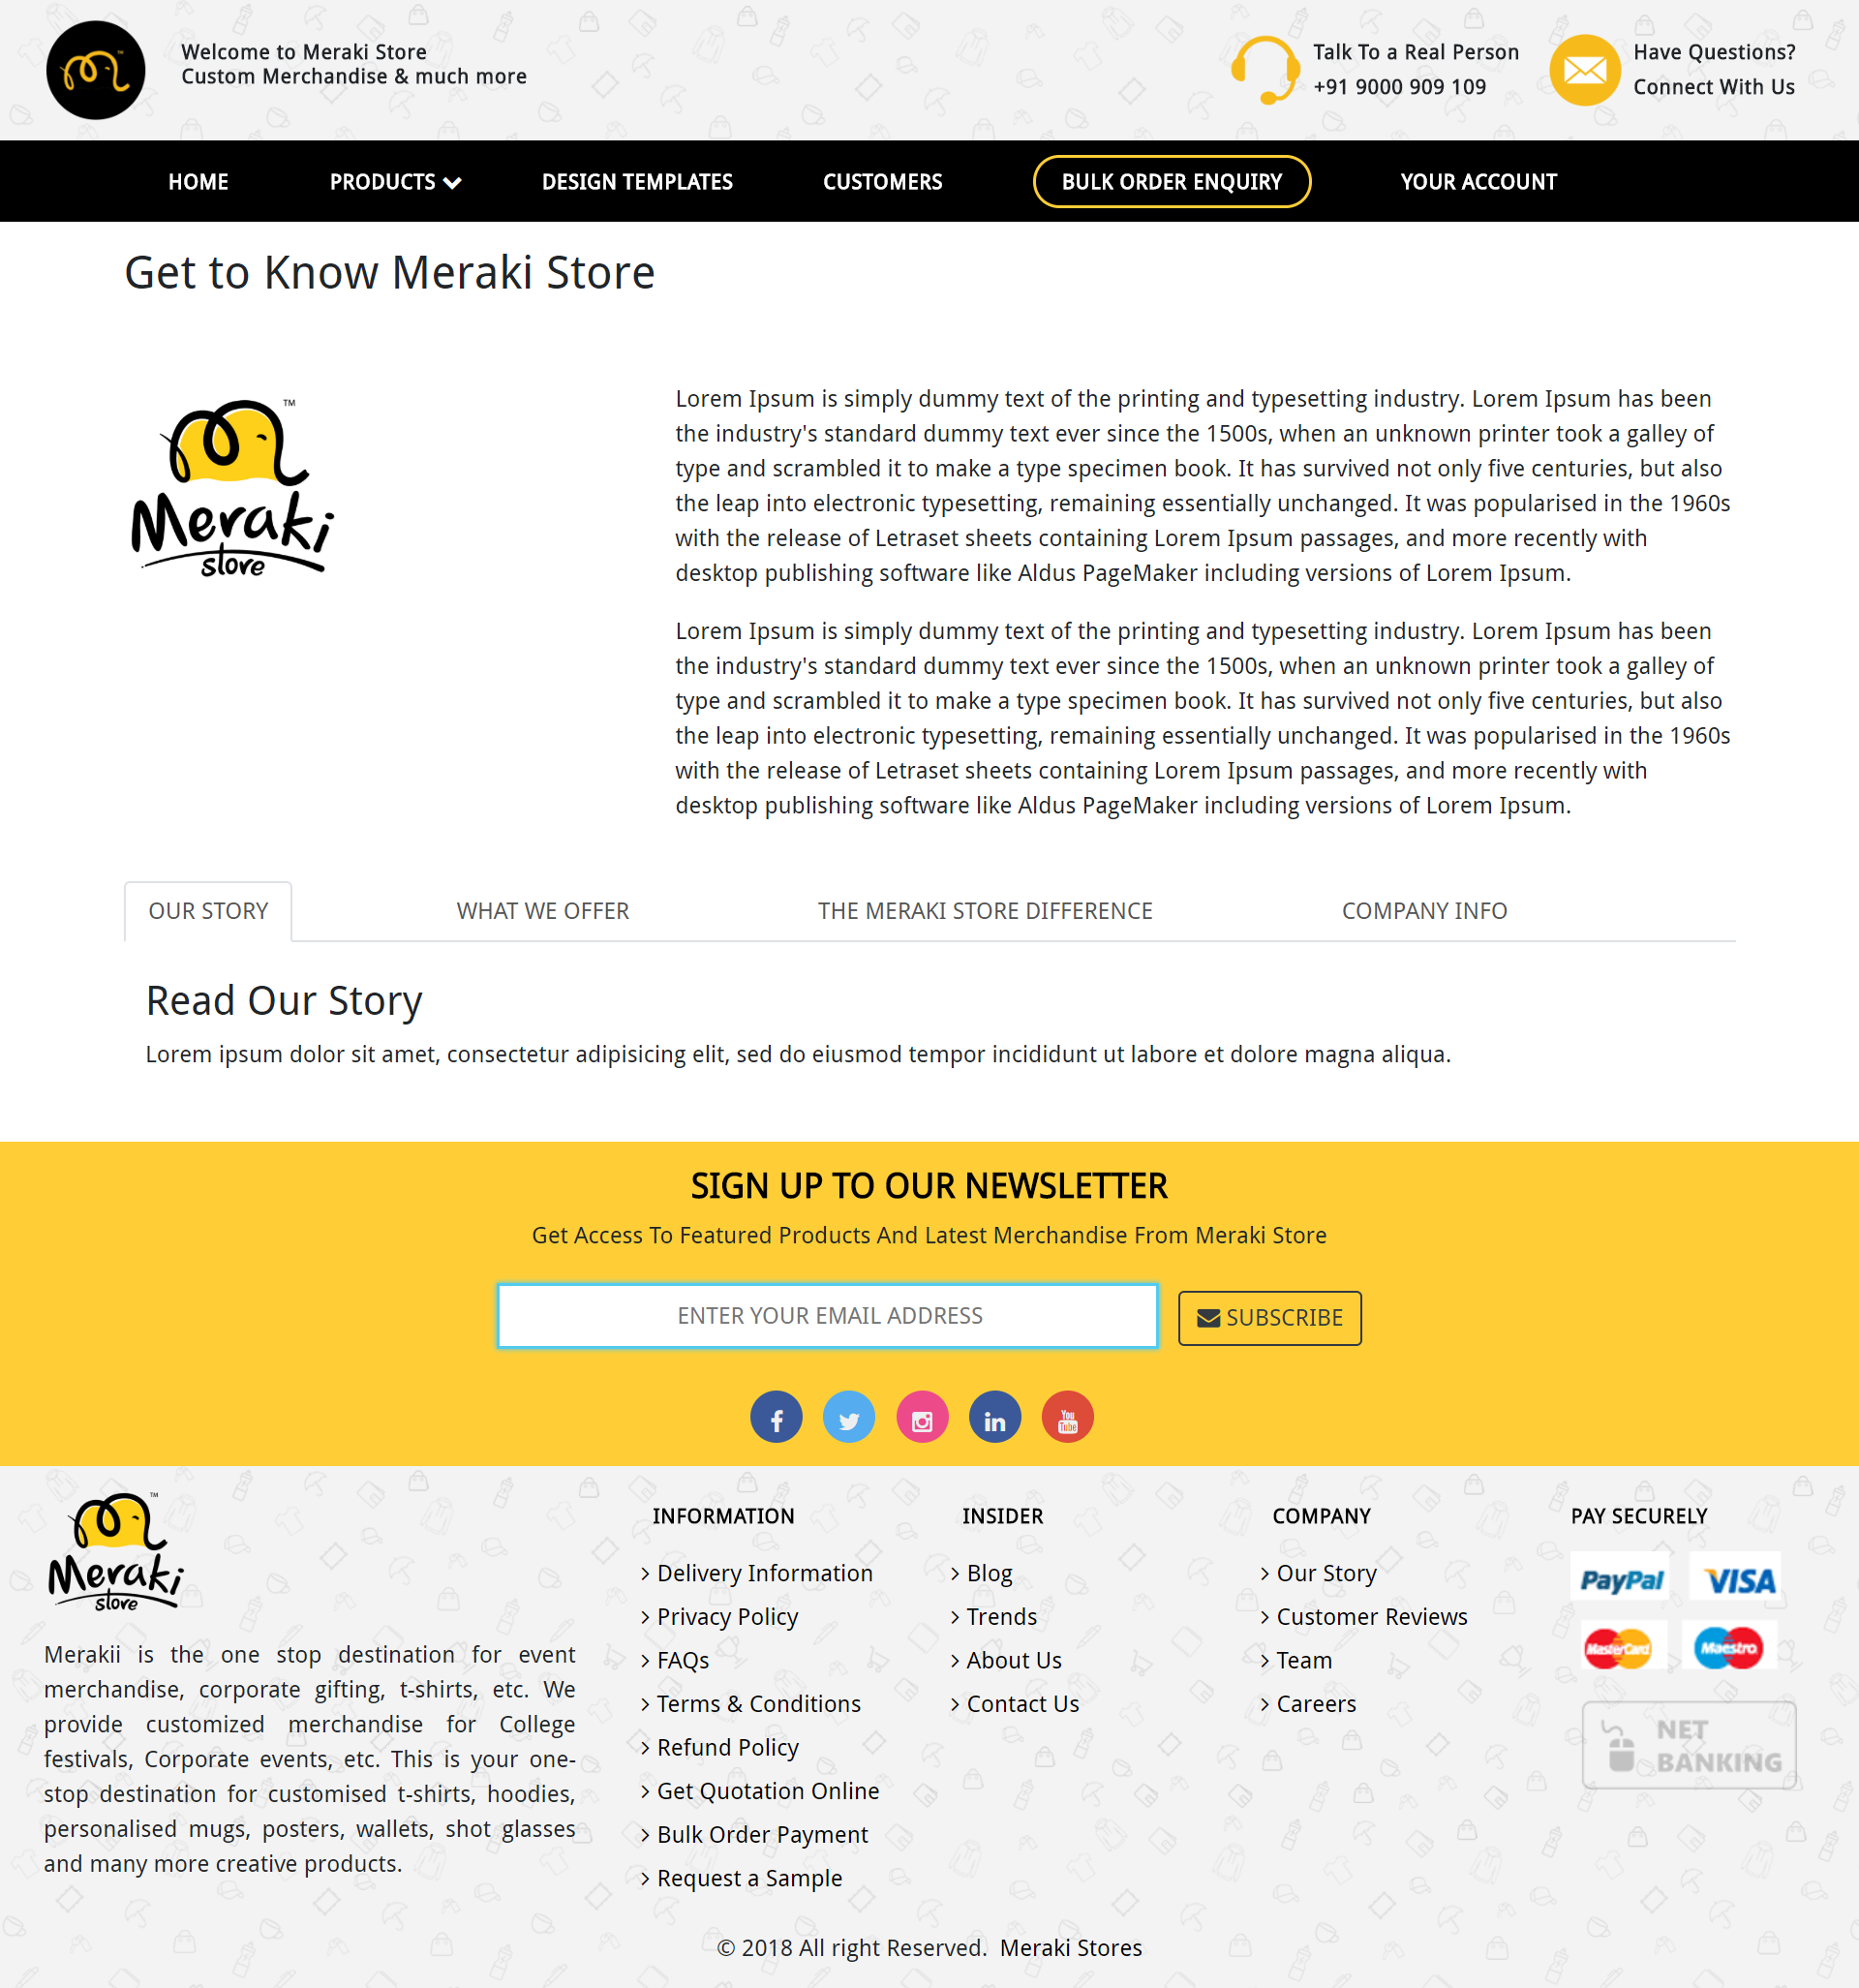 Welcome to Meraki Store
Custom Merchandise & much more
Talk To a Real Person
+91 9000 909 109
Have Questions?
Connect With Us
HOME
PRODUCTS
DESIGN TEMPLATES
CUSTOMERS
BULK ORDER ENQUIRY
YOUR ACCOUNT
Get to Know Meraki Store
TM
Meraki
store
Lorem Ipsum is simply dummy text of the printing and typesetting industry. Lorem Ipsum has been
the industry's standard dummy text ever since the 1500s, when an unknown printer took a galley of
type and scrambled it to make a type specimen book. It has survived not only five centuries, but also
the leap into electronic typesetting, remaining essentially unchanged. It was popularised in the 1960s
with the release of Letraset sheets containing Lorem Ipsum passages, and more recently with
desktop publishing software like Aldus PageMaker including versions of Lorem Ipsum.
Lorem Ipsum is simply dummy text of the printing and typesetting industry. Lorem Ipsum has been
the industry's standard dummy text ever since the 1500s, when an unknown printer took a galley of
type and scrambled it to make a type specimen book. It has survived not only five centuries, but also
the leap into electronic typesetting, remaining essentially unchanged. It was popularised in the 1960s
with the release of Letraset sheets containing Lorem Ipsum passages, and more recently with
desktop publishing software like Aldus PageMaker including versions of Lorem Ipsum.
OUR STORY
WHAT WE OFFER
THE MERAKI STORE DIFFERENCE
COMPANY INFO
Read Our Story
Lorem ipsum dolor sit amet, consectetur adipisicing elit, sed do eiusmod tempor incididunt ut labore et dolore magna aliqua.
SIGN UP TO OUR NEWSLETTER
Get Access To Featured Products And Latest Merchandise From Meraki Store
ENTER YOUR EMAIL ADDRESS
SUBSCRIBE
You
Tube
TM
Meraki
store
Merakii is the one stop destination for event
merchandise, corporate gifting, t-shirts, etc. We
provide customized merchandise for College
festivals, Corporate events, etc. This is your one-
stop destination for customised t-shirts, hoodies,
personalised mugs, posters, wallets, shot glasses
and many more creative products.
INFORMATION
Delivery Information
Privacy Policy
FAQs
Terms & Conditions
Refund Policy
Get Quotation Online
Bulk Order Payment
Request a Sample
INSIDER
Blog
Trends
About Us
Contact Us
COMPANY
Our Story
Customer Reviews
Team
Careers
PAY SECURELY
PayPal
VISA
MasterCard
Maestro
NET
BANKING
© 2018 All right Reserved. Meraki Stores